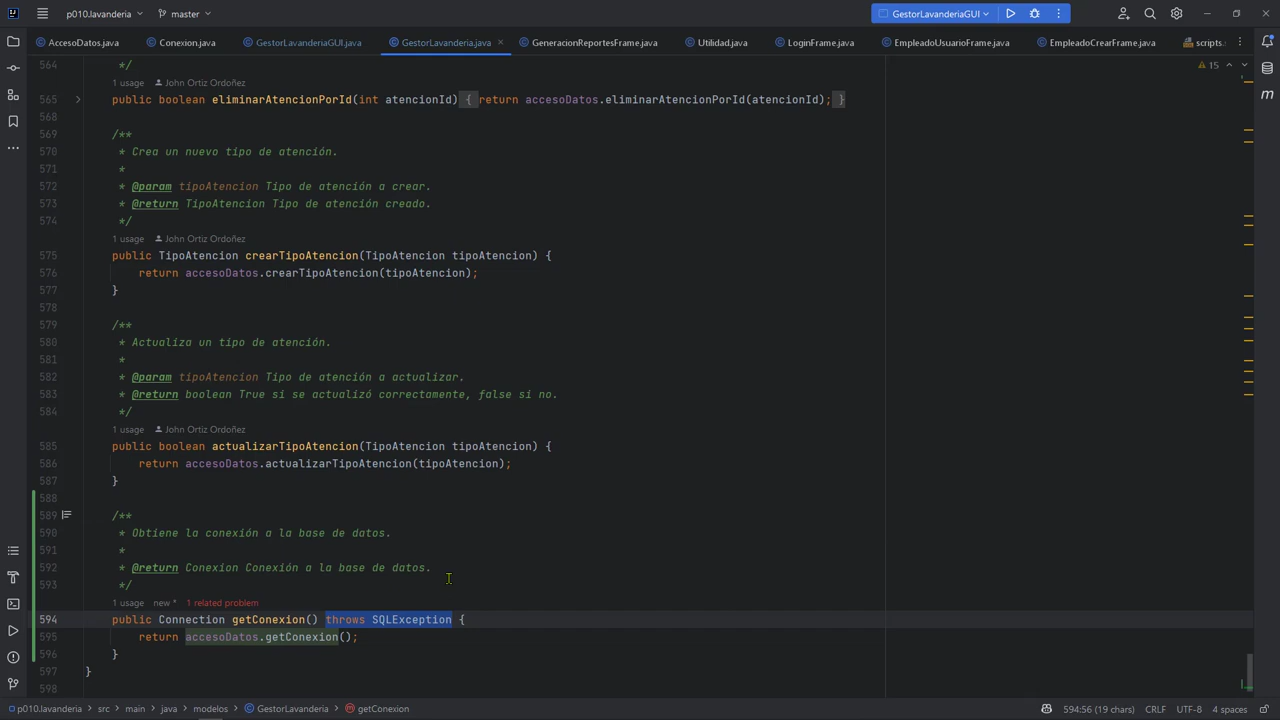 p010.lavanderia master GestorLavanderiaGUI
AccesoDatos.java Conexion.java GestorLavanderiaGUI.java GestorLavanderia.java GeneracionReportesFrame.java Utilidad.java LoginFrame.java EmpleadoUsuarioFrame.java EmpleadoCrearFrame.java scripts.
564 */ 15
1 usage John Ortiz Ordoñez
565 public boolean eliminarAtencionPorId(int atencionId) { return accesoDatos.eliminarAtencionPorId(atencionId); }
568
569 /**
570 * Crea un nuevo tipo de atención.
571 *
572 * @param tipoAtencion Tipo de atención a crear.
573 * @return TipoAtencion Tipo de atención creado.
574 */
1 usage John Ortiz Ordoñez
575 public TipoAtencion crearTipoAtencion(TipoAtencion tipoAtencion) {
576 return accesoDatos.crearTipoAtencion(tipoAtencion);
577 }
578
579 /**
580 * Actualiza un tipo de atención.
581 *
582 * @param tipoAtencion Tipo de atención a actualizar.
583 * @return boolean True si se actualizó correctamente, false si no.
584 */
1 usage John Ortiz Ordoñez
585 public boolean actualizarTipoAtencion(TipoAtencion tipoAtencion) {
586 return accesoDatos.actualizarTipoAtencion(tipoAtencion);
587 }
588
589 /**
590 * Obtiene la conexión a la base de datos.
591 *
592 * @return Conexion Conexión a la base de datos.
593 */
1 usage new * 1 related problem
594 public Connection getConexion() throws SQLException {
595 return accesoDatos.getConexion();
596 }
597 }
598
p010.lavanderia > src > main > java > modelos > GestorLavanderia > getConexion 594:56 (19 chars) CRLF UTF-8 4 spaces